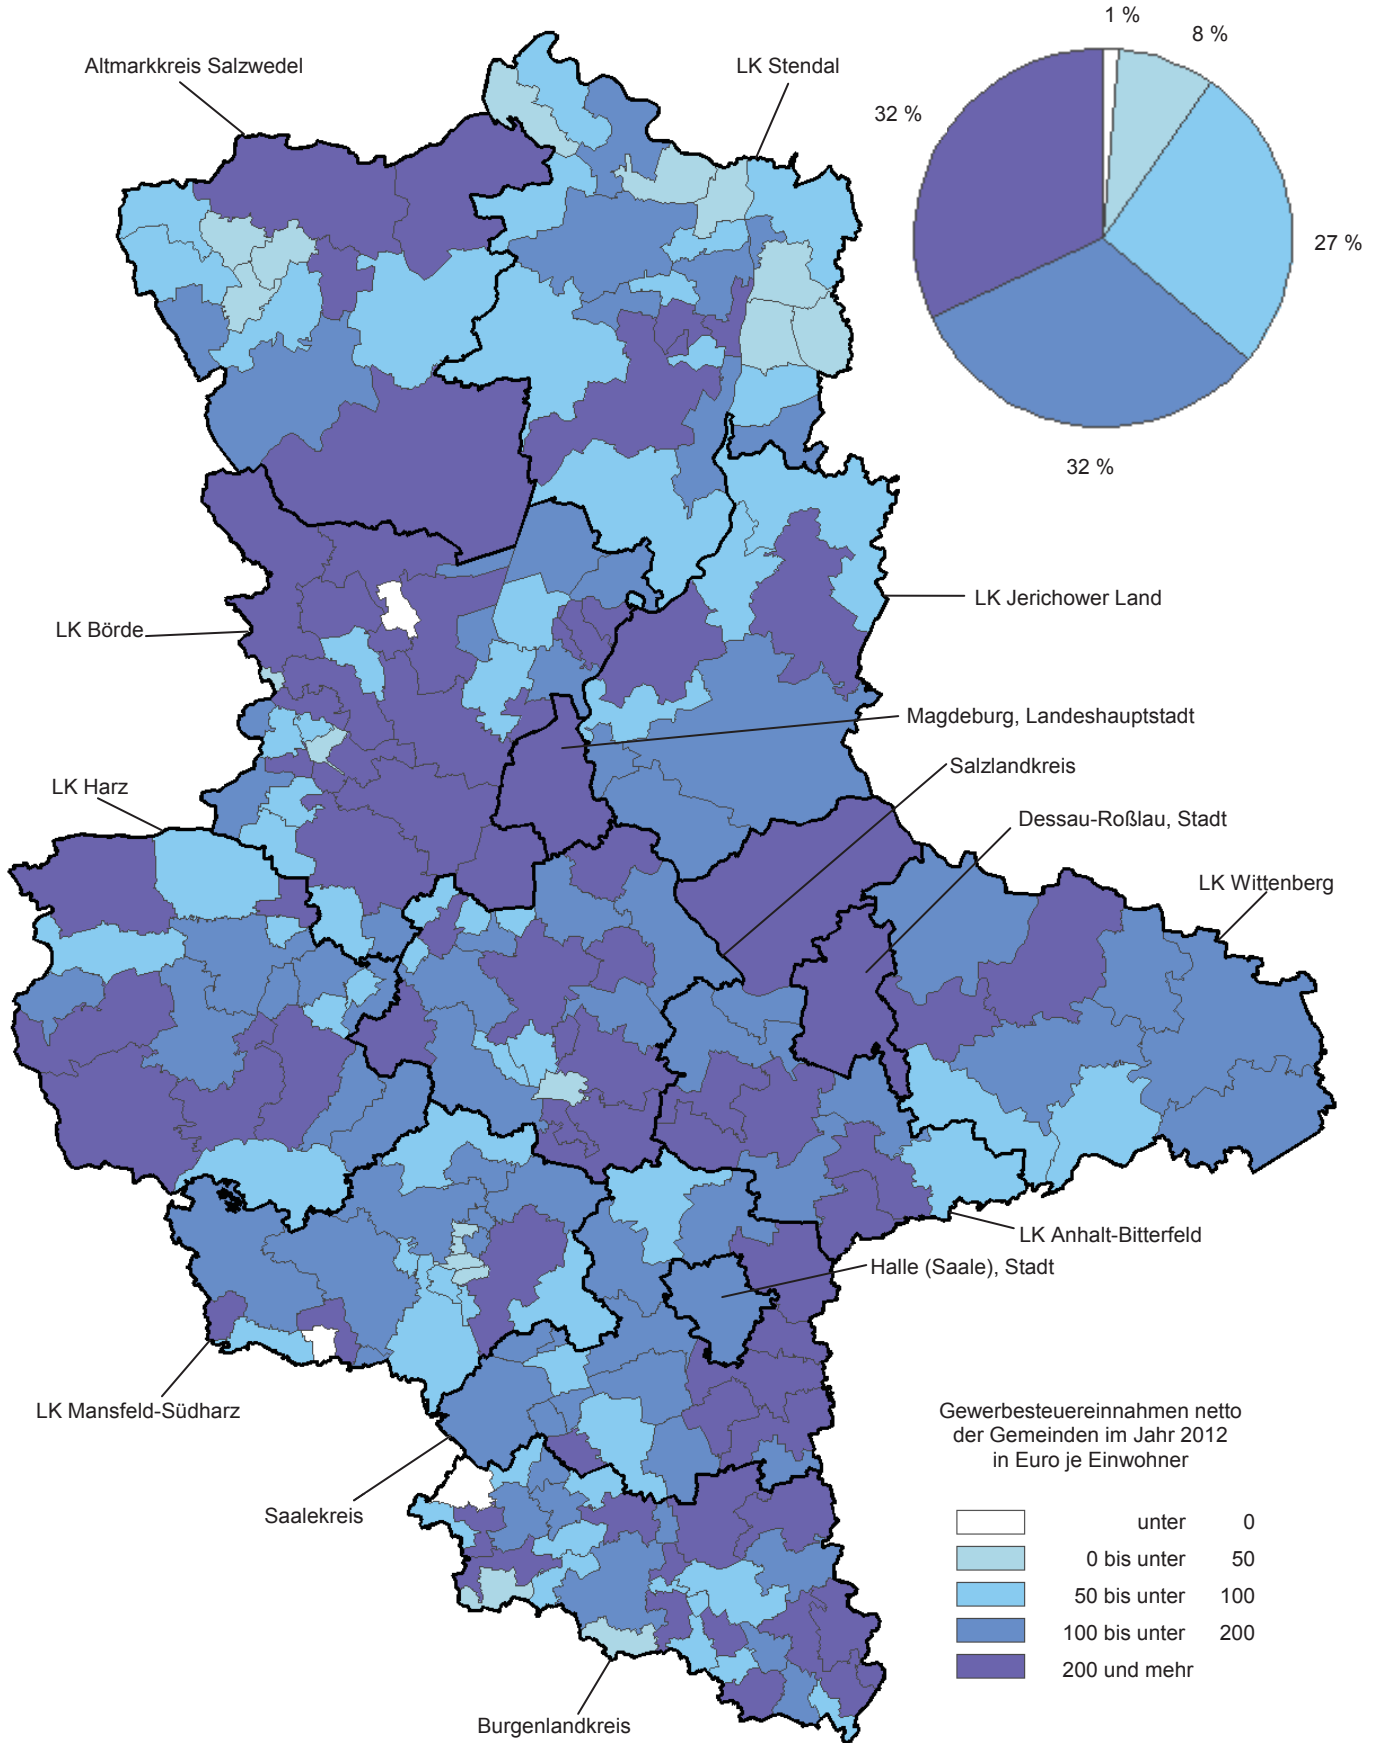 1 %
8 %
Altmarkkreis Salzwedel
LK Stendal
32 %
27 %
32 %
LK Jerichower Land
LK Börde
Magdeburg, Landeshauptstadt
Salzlandkreis
LK Harz
Dessau-Roßlau, Stadt
LK Wittenberg
LK Anhalt-Bitterfeld
Halle (Saale), Stadt
LK Mansfeld-Südharz
Saalekreis
Burgenlandkreis
Gewerbesteuereinnahmen netto
der Gemeinden im Jahr 2012
in Euro je Einwohner
unter 0
0 bis unter 50
50 bis unter 100
100 bis unter 200
200 und mehr